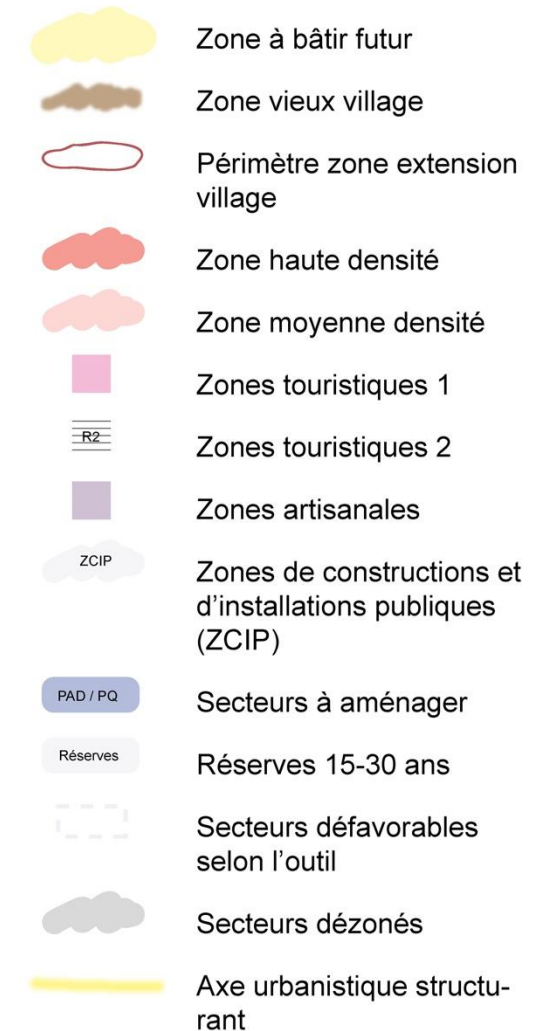 Zone à bâtir futur
Zone vieux village
Périmètre zone extension
village
Zone haute densité
Zone moyenne densité
Zones touristiques 1
R2
Zones touristiques 2
Zones artisanales
ZCIP
Zones de constructions et
d'installations publiques
(ZCIP)
PAD / PQ
Secteurs à aménager
Réserves
Réserves 15-30 ans
Secteurs défavorables
selon l'outil
Secteurs dézonés
Axe urbanistique structu-
rant